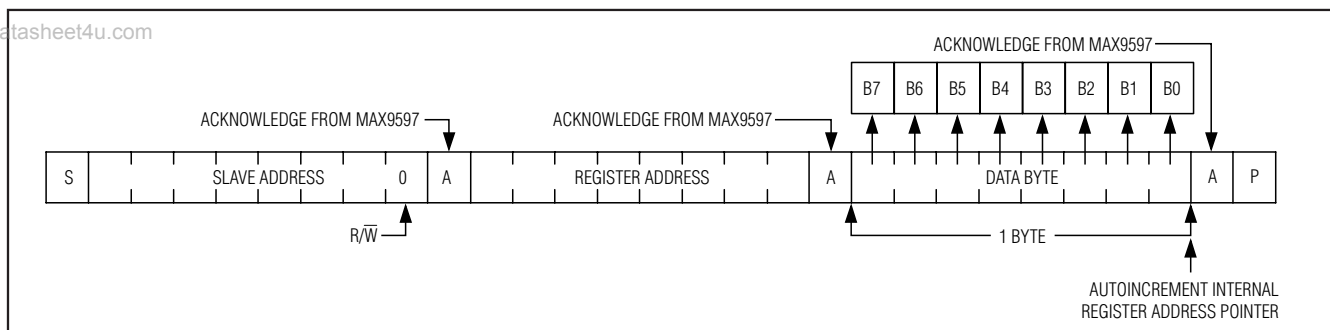 atasheet4u.com
ACKNOWLEDGE FROM MAX9597
B7 B6 B5 B4 B3 B2 B1 B0
ACKNOWLEDGE FROM MAX9597
ACKNOWLEDGE FROM MAX9597
S SLAVE ADDRESS 0 A REGISTER ADDRESS A DATA BYTE A P
R/W̅
1 BYTE
AUTOINCREMENT INTERNAL
REGISTER ADDRESS POINTER